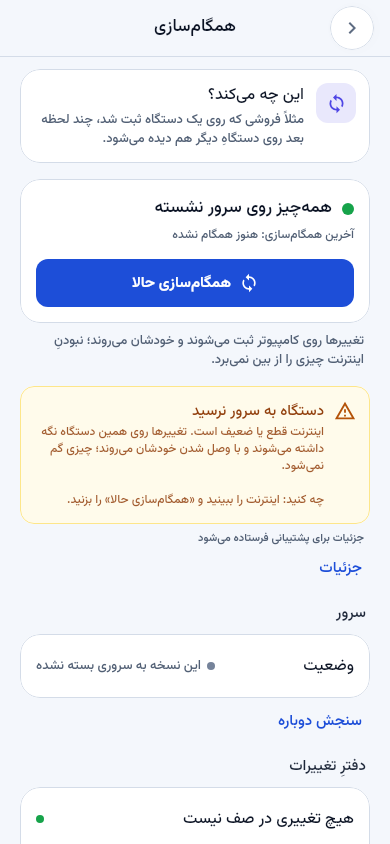 همگام‌سازی
این چه می‌کند؟
مثلاً فروشی که روی یک دستگاه ثبت شد، چند لحظه
بعد روی دستگاهِ دیگر هم دیده می‌شود.
همه‌چیز روی سرور نشسته
آخرین همگام‌سازی: هنوز همگام نشده
همگام‌سازی حالا
تغییرها روی کامپیوتر ثبت می‌شوند و خودشان می‌روند؛ نبودنِ
اینترنت چیزی را از بین نمی‌برد.
دستگاه به سرور نرسید
اینترنت قطع یا ضعیف است. تغییرها روی همین دستگاه نگه
داشته می‌شوند و با وصل شدن خودشان می‌روند؛ چیزی گم
نمی‌شود.
چه کنید: اینترنت را ببینید و «همگام‌سازی حالا» را بزنید.
جزئیات برای پشتیبانی فرستاده می‌شود
جزئیات
سرور
وضعیت
این نسخه به سروری بسته نشده
سنجش دوباره
دفترِ تغییرات
هیچ تغییری در صف نیست